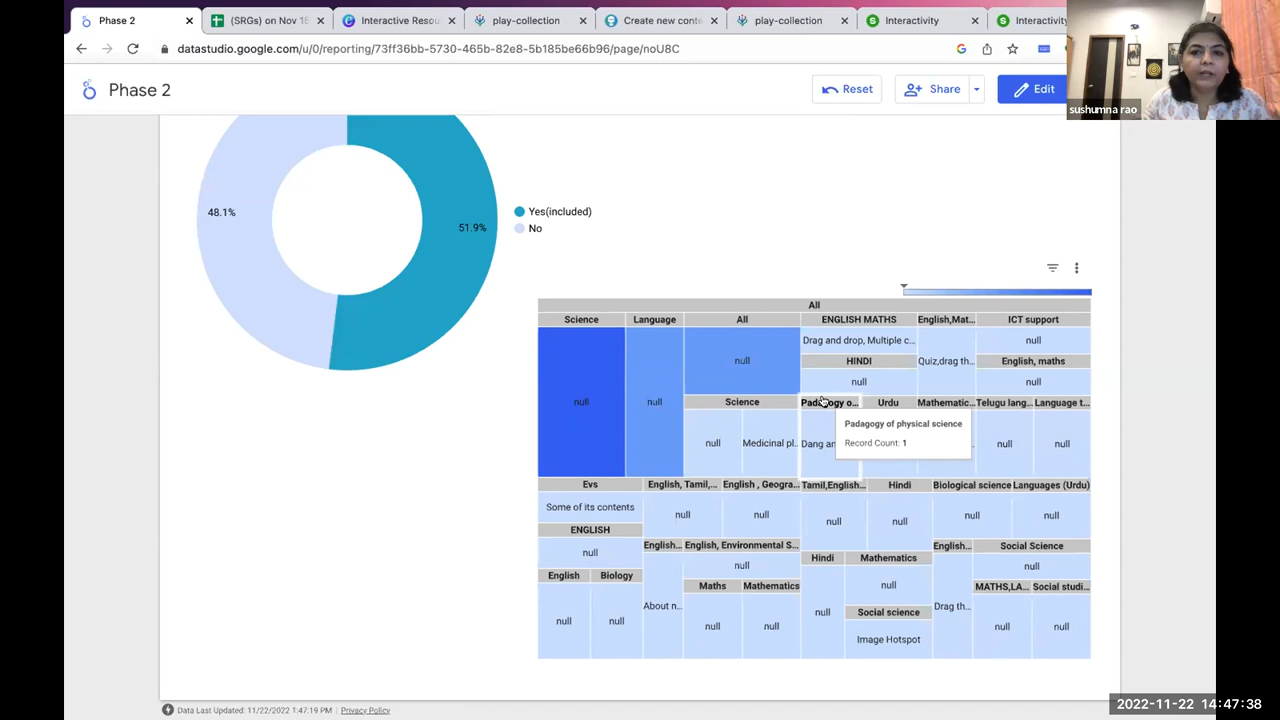 Phase 2
(SRGs) on Nov 18
Interactive Resou
play-collection
Create new conte
play-collection
Interactivity
Interactivity
datastudio.google.com/u/0/reporting/73ff36bb-5730-465b-82e8-5b185be66b96/page/noU8C
Phase 2
Reset
Share
Edit
sushumna rao
48.1%
51.9%
Yes(included)
No
All
Science
Language
All
ENGLISH MATHS
English,Mat...
ICT support
null
null
null
Drag and drop, Multiple c...
HINDI
null
Quiz,drag th...
null
English, maths
null
Science
null
Medicinal pl...
Padagogy o...
Urdu
Mathematic...
Telugu lang...
Language t...
Dang an
null
null
Padagogy of physical science
Record Count: 1
Evs
English, Tamil,...
English , Geogra...
Tamil,English...
Hindi
Biological science
Languages (Urdu)
Some of its contents
null
null
null
null
null
null
ENGLISH
null
English...
English, Environmental S...
null
English...
Social Science
null
Hindi
Mathematics
null
null
English
Biology
null
null
About n...
Maths
Mathematics
null
null
Social science
Image Hotspot
Drag th...
MATHS,LA...
Social studi...
null
null
Data Last Updated: 11/22/2022 1:47:19 PM
Privacy Policy
2022-11-22 14:47:38